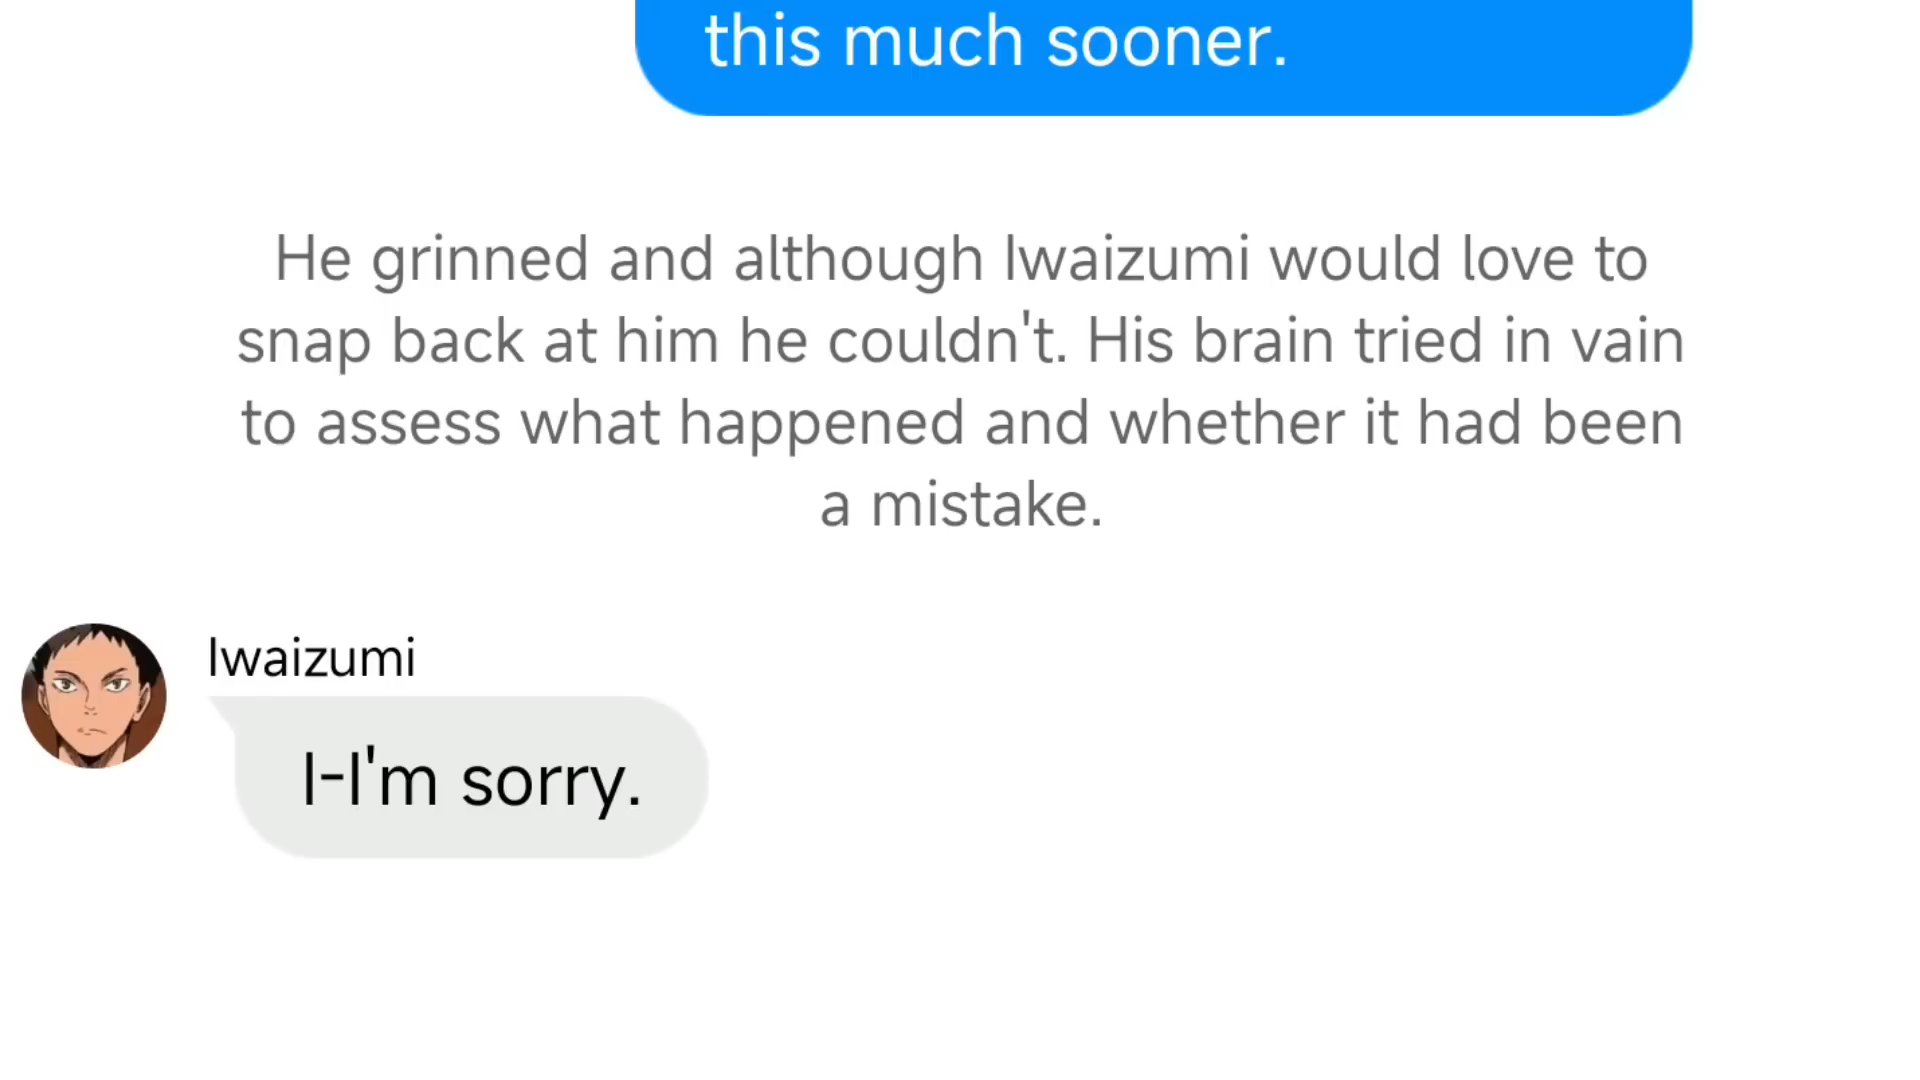 this much sooner.
He grinned and although Iwaizumi would love to
snap back at him he couldn't. His brain tried in vain
to assess what happened and whether it had been
a mistake.
Iwaizumi
I-I'm sorry.